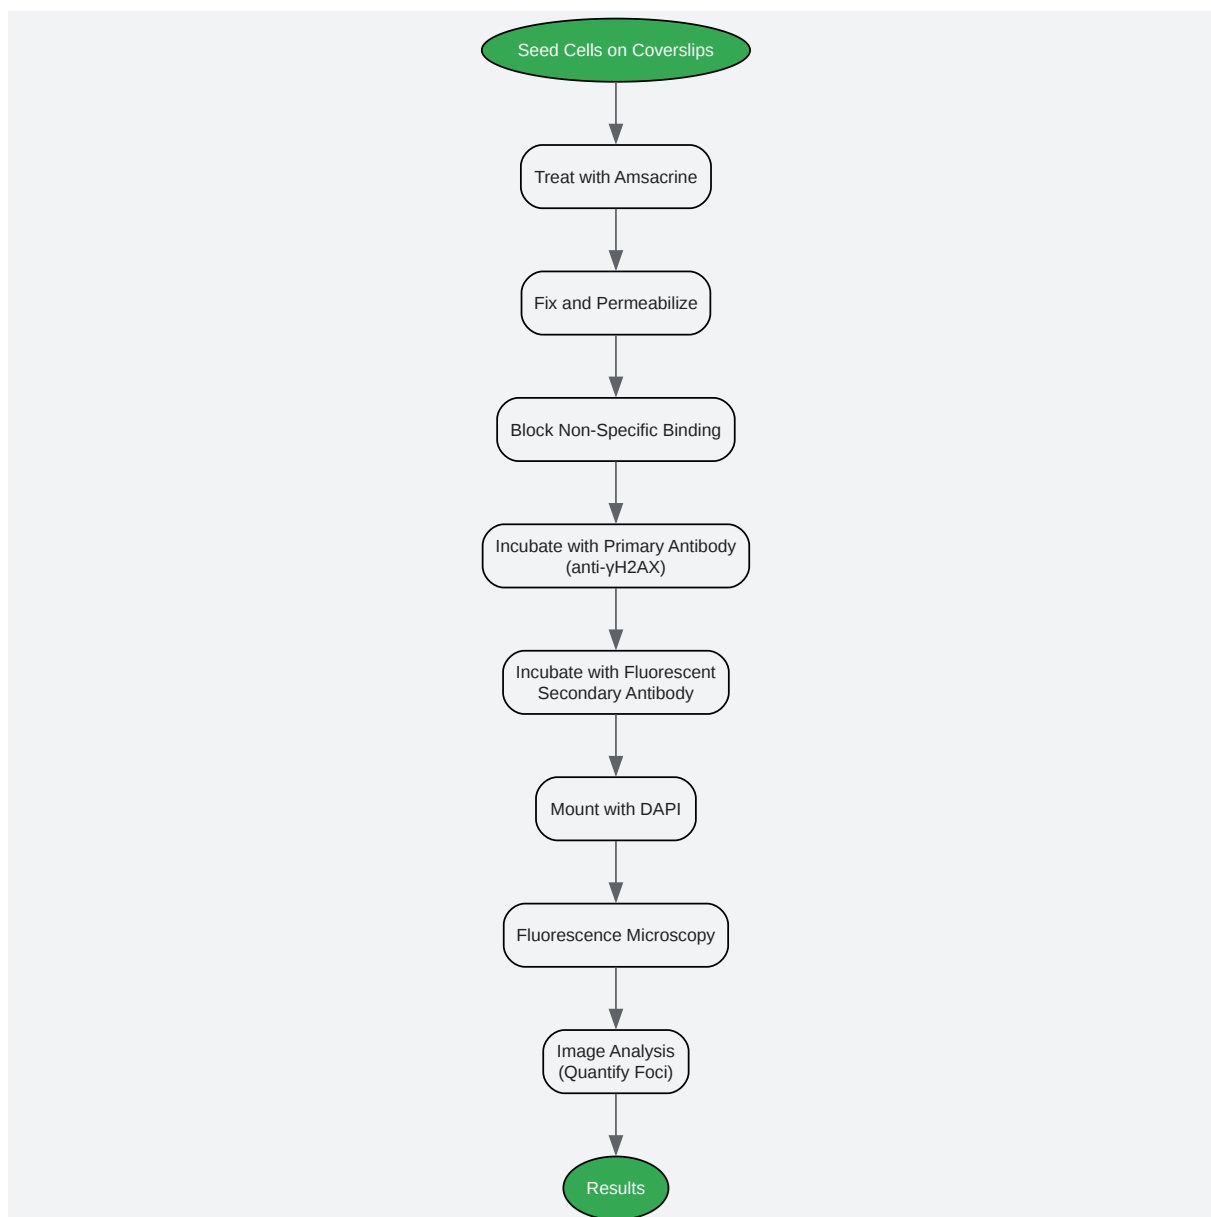 Seed Cells on Coverslips
Treat with Amsacrine
Fix and Permeabilize
Block Non-Specific Binding
Incubate with Primary Antibody
(anti-γH2AX)
Incubate with Fluorescent
Secondary Antibody
Mount with DAPI
Fluorescence Microscopy
Image Analysis
(Quantify Foci)
Results